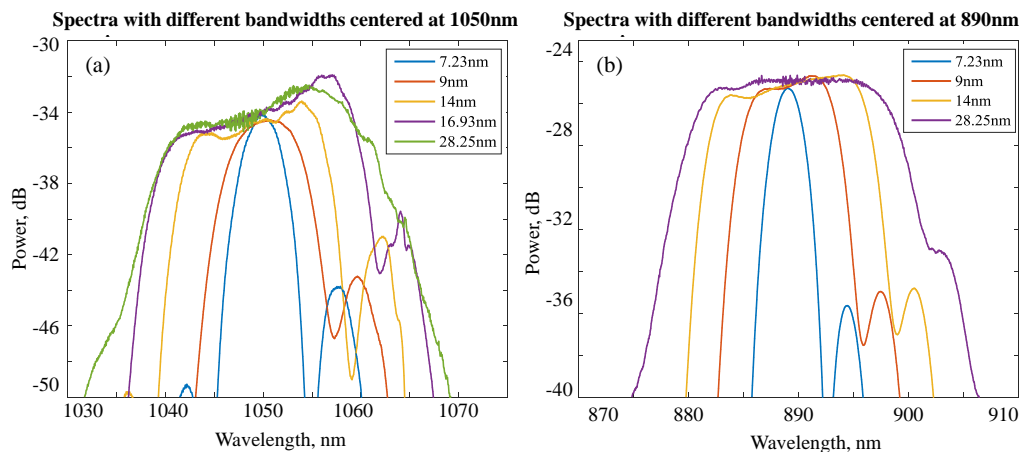 Spectra with different bandwidths centered at 1050nm
-30
-34
-38
-42
-46
-50
Power, dB
(a)
7.23nm
9nm
14nm
16.93nm
28.25nm
1030
1040
1050
1060
1070
Wavelength, nm
Spectra with different bandwidths centered at 890nm
-24
-28
-32
-36
-40
Power, dB
(b)
7.23nm
9nm
14nm
28.25nm
870
880
890
900
910
Wavelength, nm